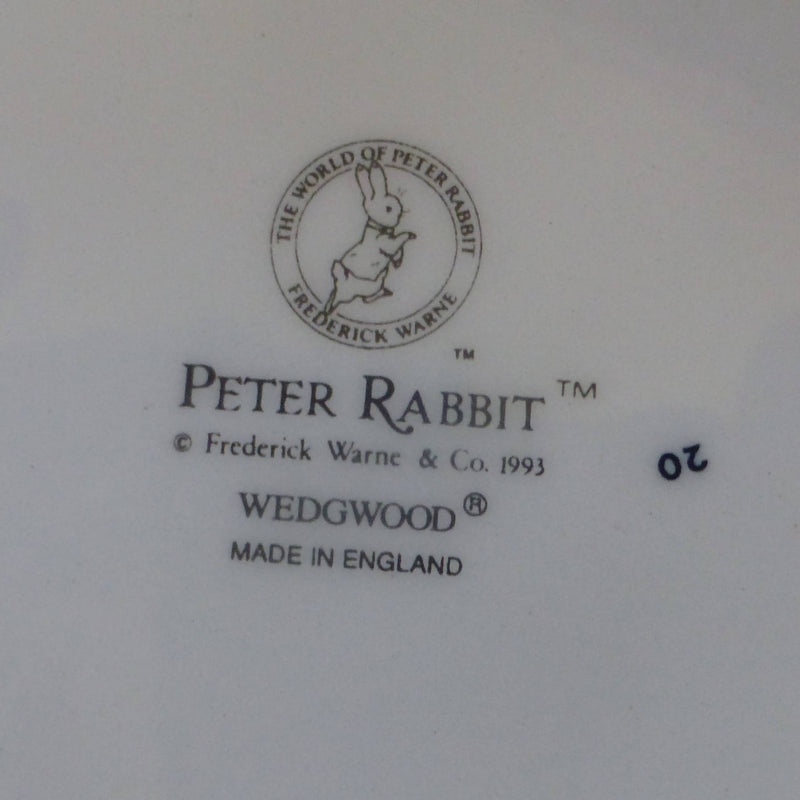 THE WORLD OF PETER RABBIT
FREDERICK WARNE
TM
PETER RABBIT TM
© Frederick Warne & Co. 1993
WEDGWOOD®
MADE IN ENGLAND
20